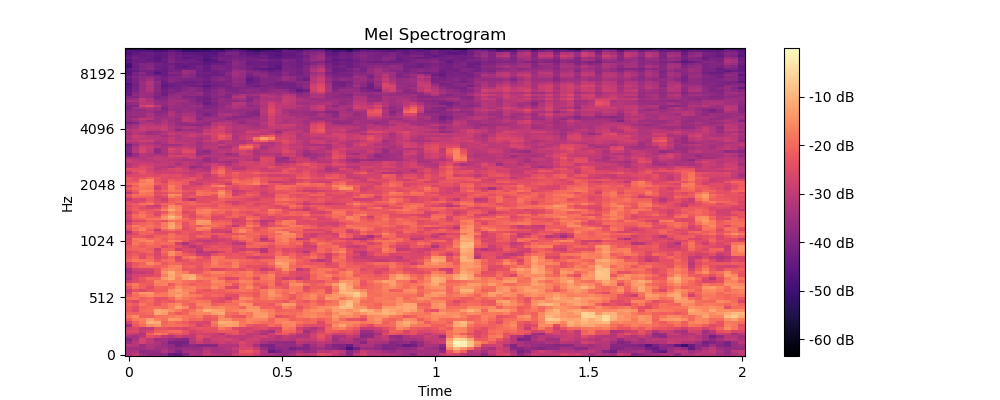 Mel Spectrogram
Hz
8192
4096
2048
1024
512
0
0
0.5
1
1.5
2
Time
-10 dB
-20 dB
-30 dB
-40 dB
-50 dB
-60 dB